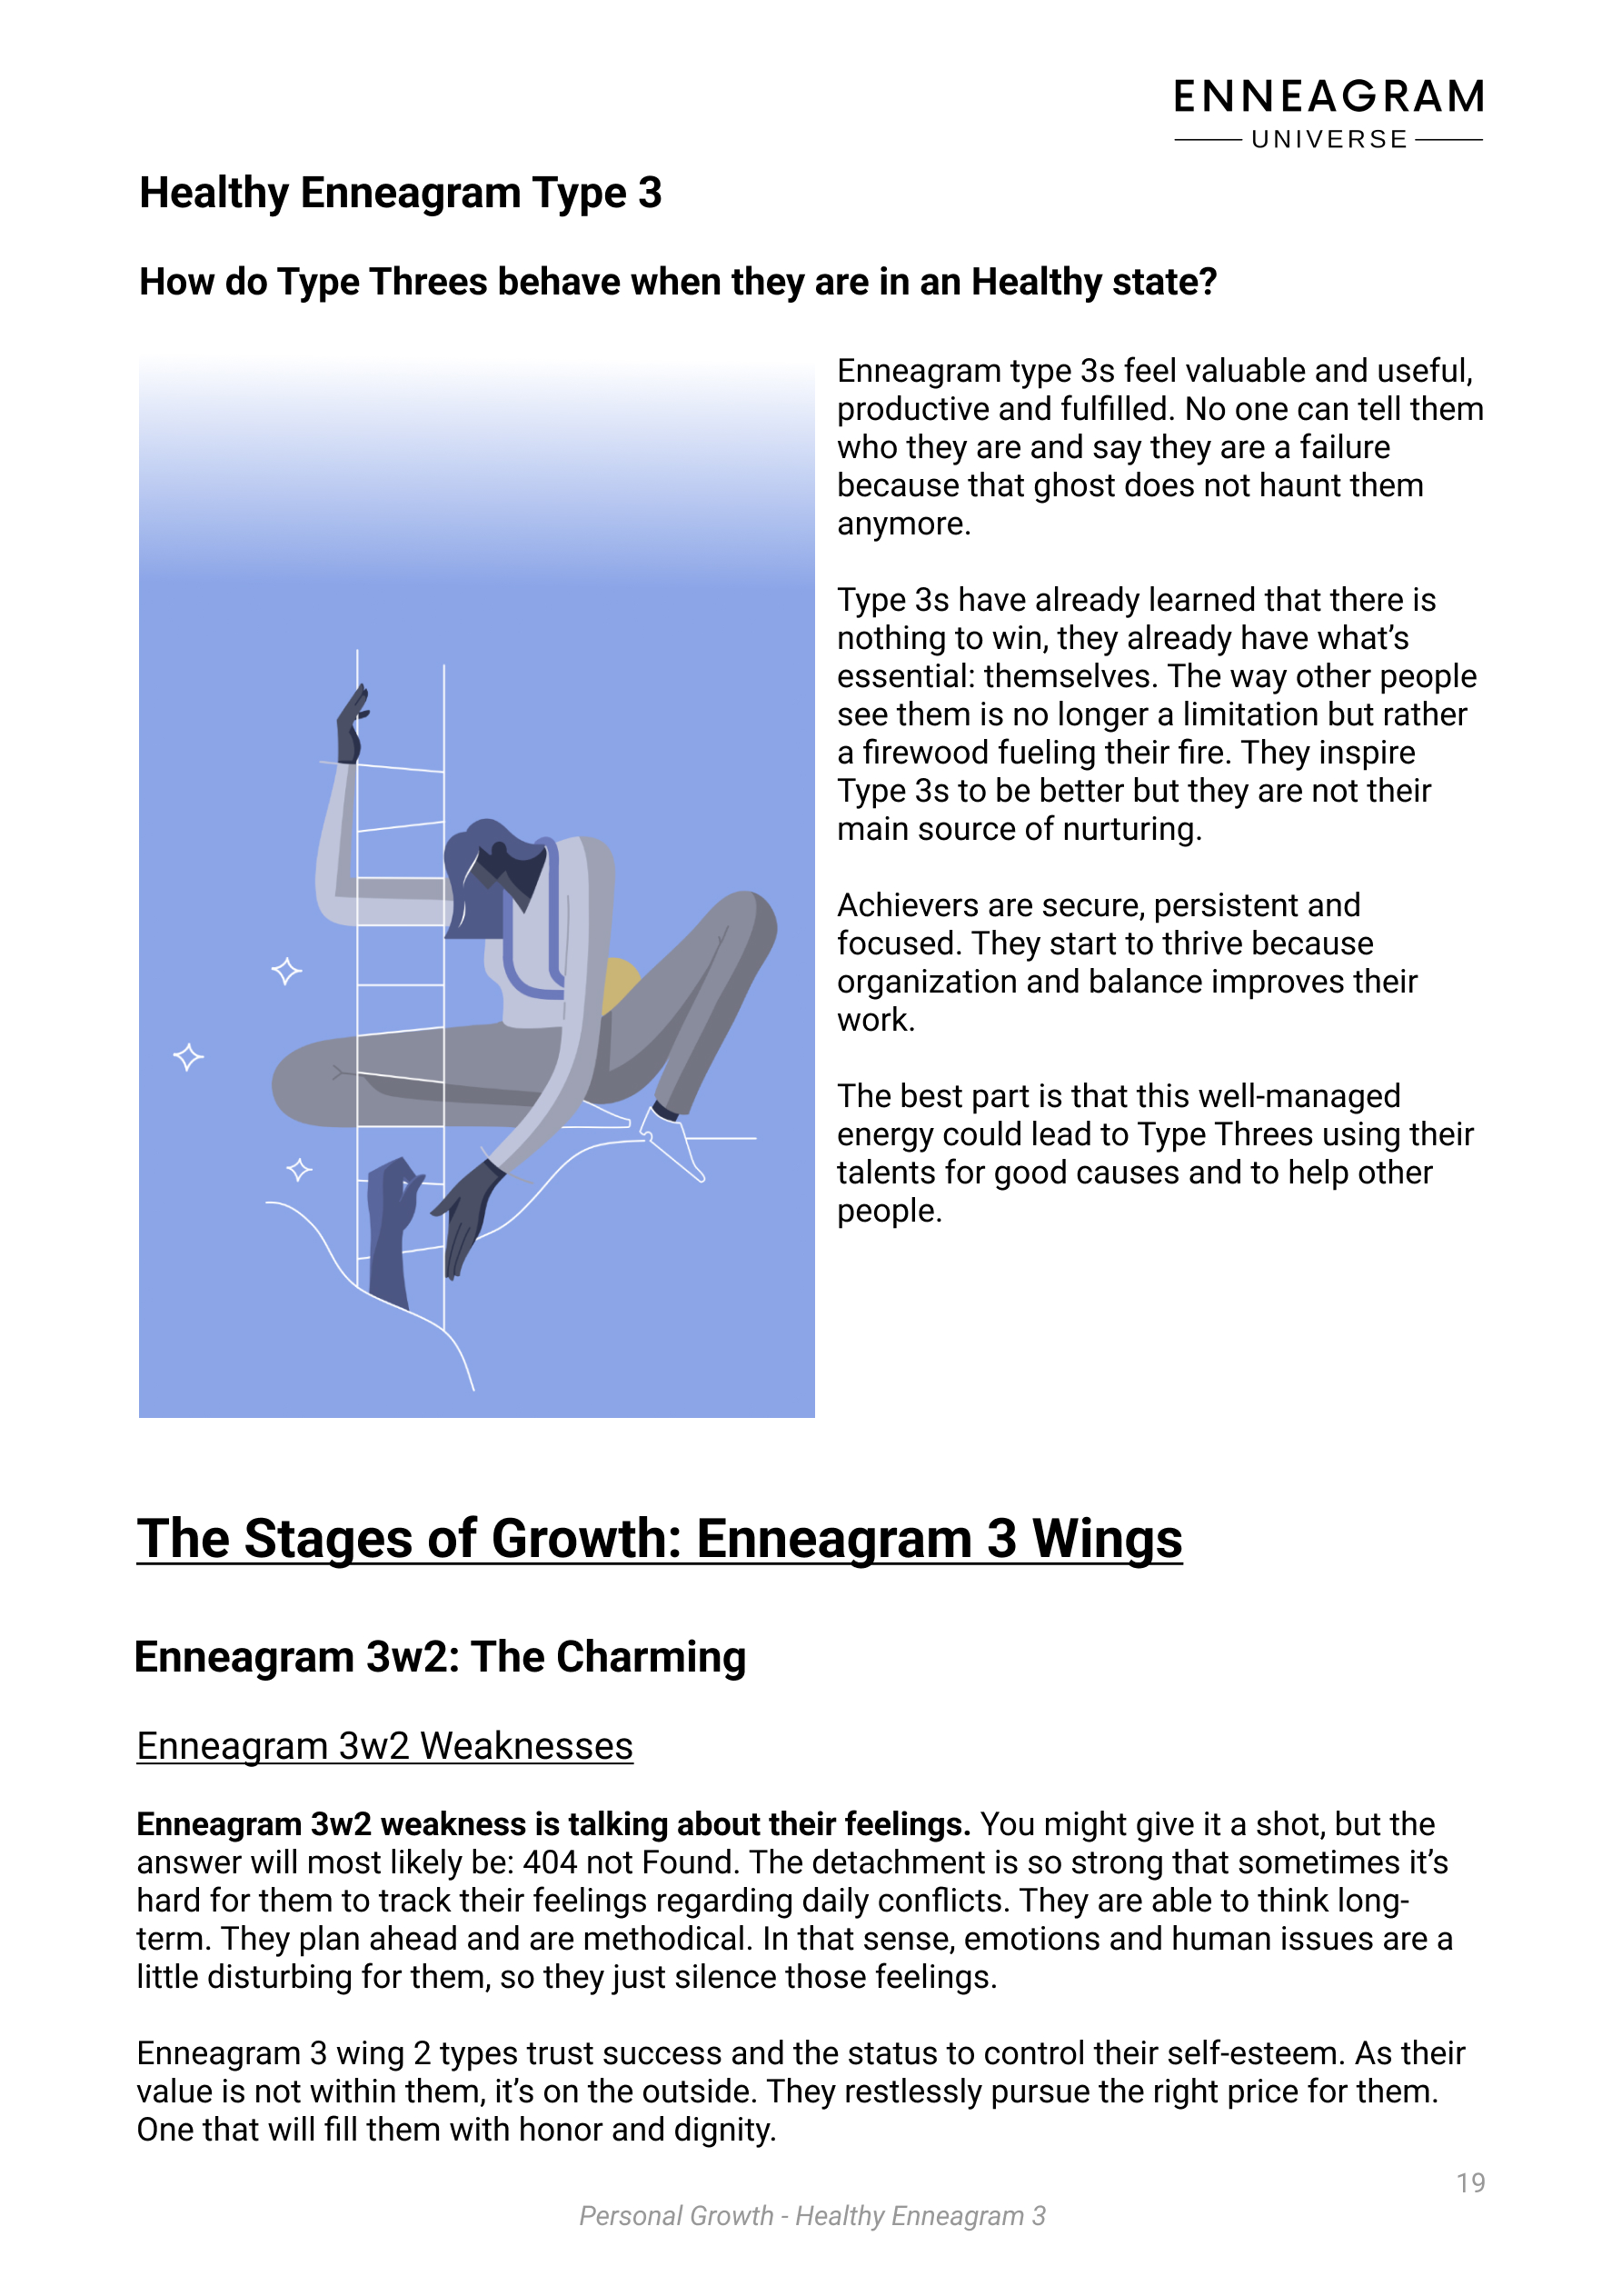 ENNEAGRAM
UNIVERSE
Healthy Enneagram Type 3
How do Type Threes behave when they are in an Healthy state?
Enneagram type 3s feel valuable and useful,
productive and fulfilled. No one can tell them
who they are and say they are a failure
because that ghost does not haunt them
anymore.
Type 3s have already learned that there is
nothing to win, they already have what’s
essential: themselves. The way other people
see them is no longer a limitation but rather
a firewood fueling their fire. They inspire
Type 3s to be better but they are not their
main source of nurturing.
Achievers are secure, persistent and
focused. They start to thrive because
organization and balance improves their
work.
The best part is that this well-managed
energy could lead to Type Threes using their
talents for good causes and to help other
people.
The Stages of Growth: Enneagram 3 Wings
Enneagram 3w2: The Charming
Enneagram 3w2 Weaknesses
Enneagram 3w2 weakness is talking about their feelings. You might give it a shot, but the
answer will most likely be: 404 not Found. The detachment is so strong that sometimes it’s
hard for them to track their feelings regarding daily conflicts. They are able to think long-
term. They plan ahead and are methodical. In that sense, emotions and human issues are a
little disturbing for them, so they just silence those feelings.
Enneagram 3 wing 2 types trust success and the status to control their self-esteem. As their
value is not within them, it’s on the outside. They restlessly pursue the right price for them.
One that will fill them with honor and dignity.
19
Personal Growth - Healthy Enneagram 3